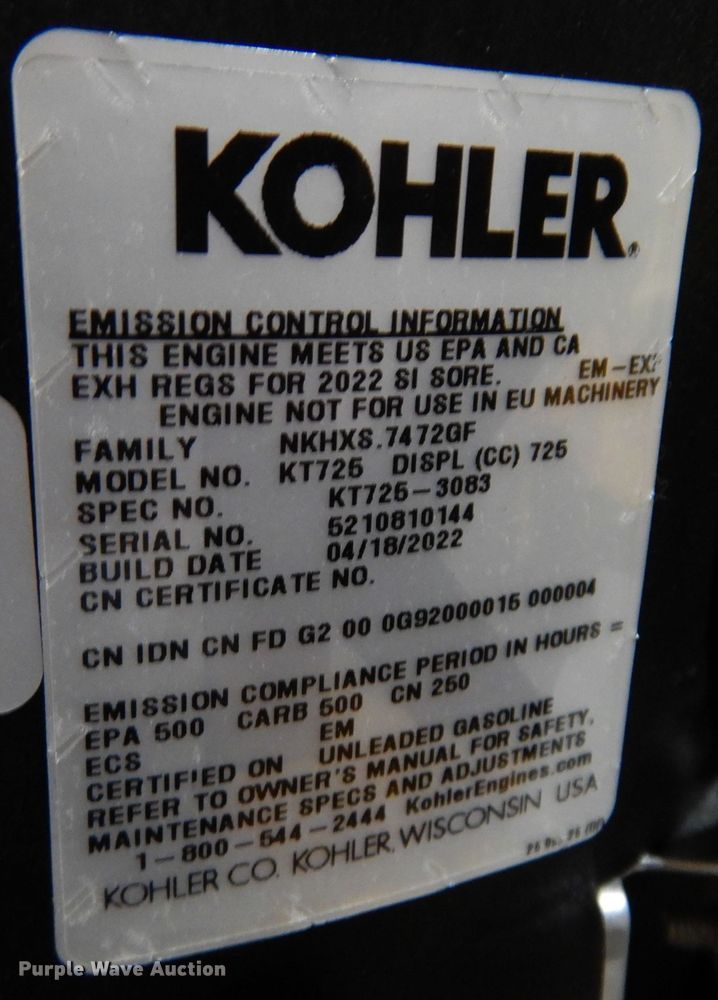 KOHLER®
EMISSION CONTROL INFORMATION
THIS ENGINE MEETS US EPA AND CA
EXH REGS FOR 2022 SI SORE. EM-EX
ENGINE NOT FOR USE IN EU MACHINERY
FAMILY NKHXS.7472GF
MODEL NO. KT725 DISPL (CC) 725
SPEC NO. KT725-3083
SERIAL NO. 5210810144
BUILD DATE 04/18/2022
CN CERTIFICATE NO.
CN IDN CN FD G2 00 0G92000015 000004
EMISSION COMPLIANCE PERIOD IN HOURS =
EPA 500 CARB 500 CN 250
ECS EM
CERTIFIED ON UNLEADED GASOLINE
REFER TO OWNER'S MANUAL FOR SAFETY,
MAINTENANCE SPECS AND ADJUSTMENTS
1-800-544-2444 KohlerEngines.com
KOHLER CO. KOHLER, WISCONSIN USA
Purple Wave Auction